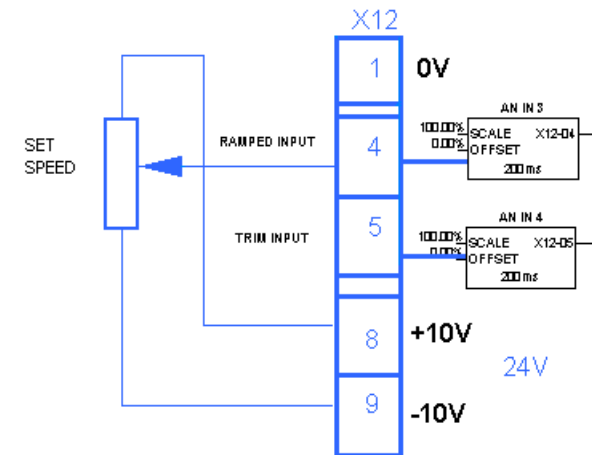 X12
1
0V
SET
SPEED
RAMPED INPUT
4
AN IN 3
100.00%
0.00%
SCALE
X12-04
OFFSET
200 ms
TRIM INPUT
5
AN IN 4
100.00%
0.00%
SCALE
X12-05
OFFSET
200 ms
8
+10V
24V
9
-10V